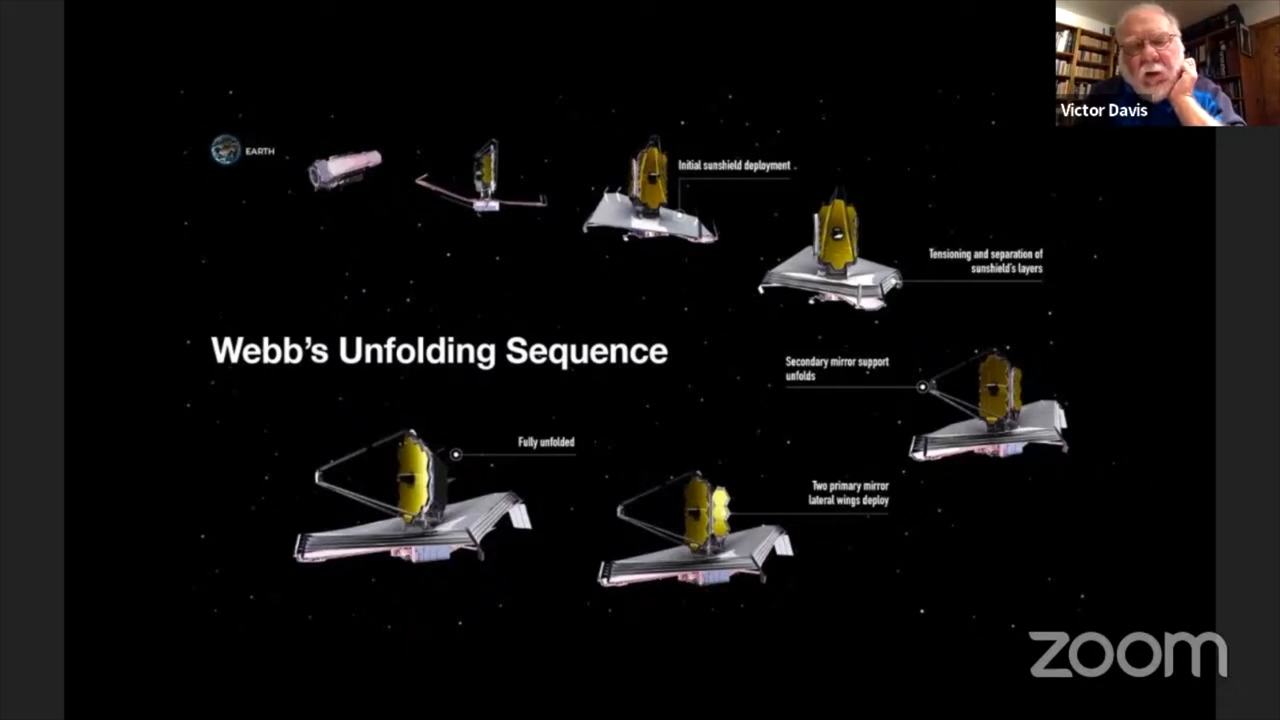 Victor Davis
EARTH
Initial sunshield deployment
Tensioning and separation of
sunshield's layers
Webb's Unfolding Sequence
Secondary mirror support
unfolds
Fully unfolded
Two primary mirror
lateral wings deploy
zoom